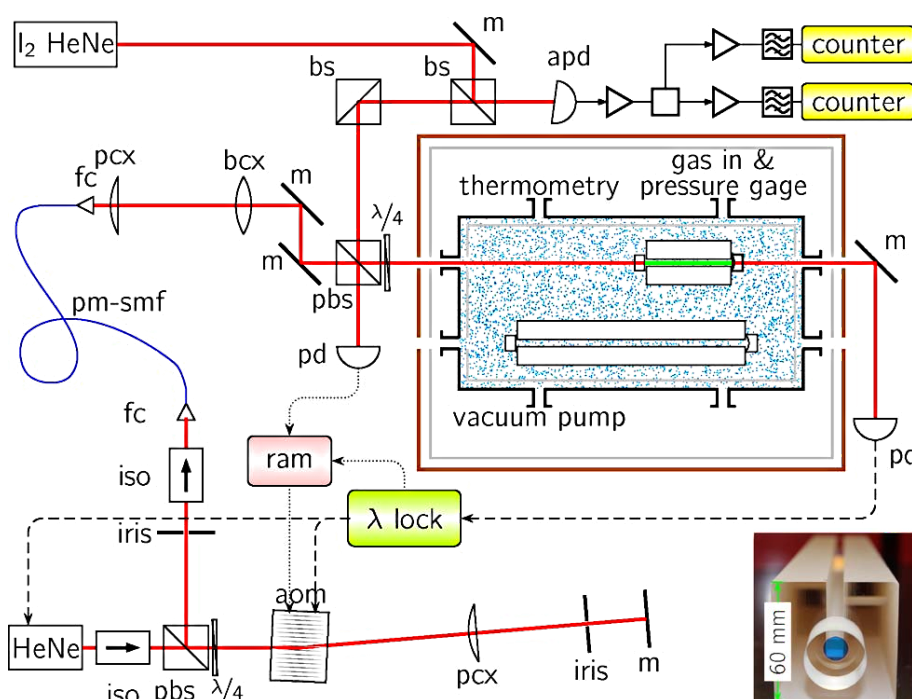 I₂ HeNe
m
counter
bs
bs
apd
counter
pcx
bcx
m
fc
thermometry
gas in &
pressure gage
m
λ/4
m
pbs
pm-smf
pd
vacuum pump
fc
ram
pd
iso
λ lock
iris
aom
HeNe
pcx
iris
m
iso
pbs
λ/4
60 mm